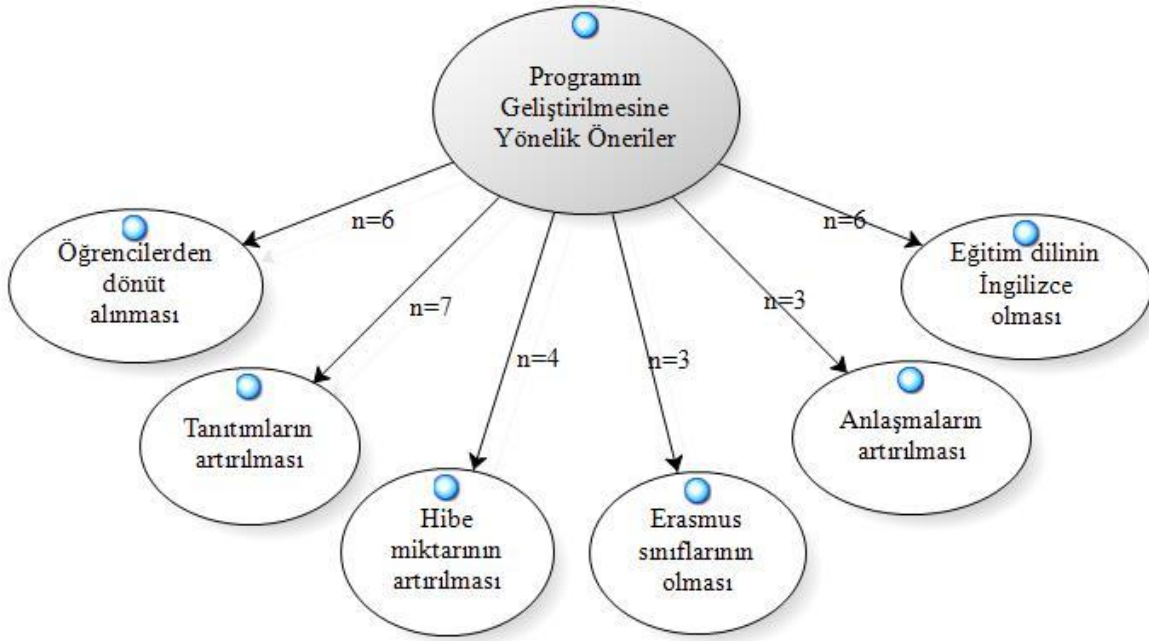 Programın
Geliştirilmesine
Yönelik Öneriler
n=6
n=7
n=4
n=3
n=3
n=6
Öğrencilerden
dönüt
alınması
Tanıtımların
artırılması
Hibe
miktarının
artırılması
Erasmus
sınıflarının
olması
Anlaşmaların
artırılması
Eğitim dilinin
İngilizce
olması